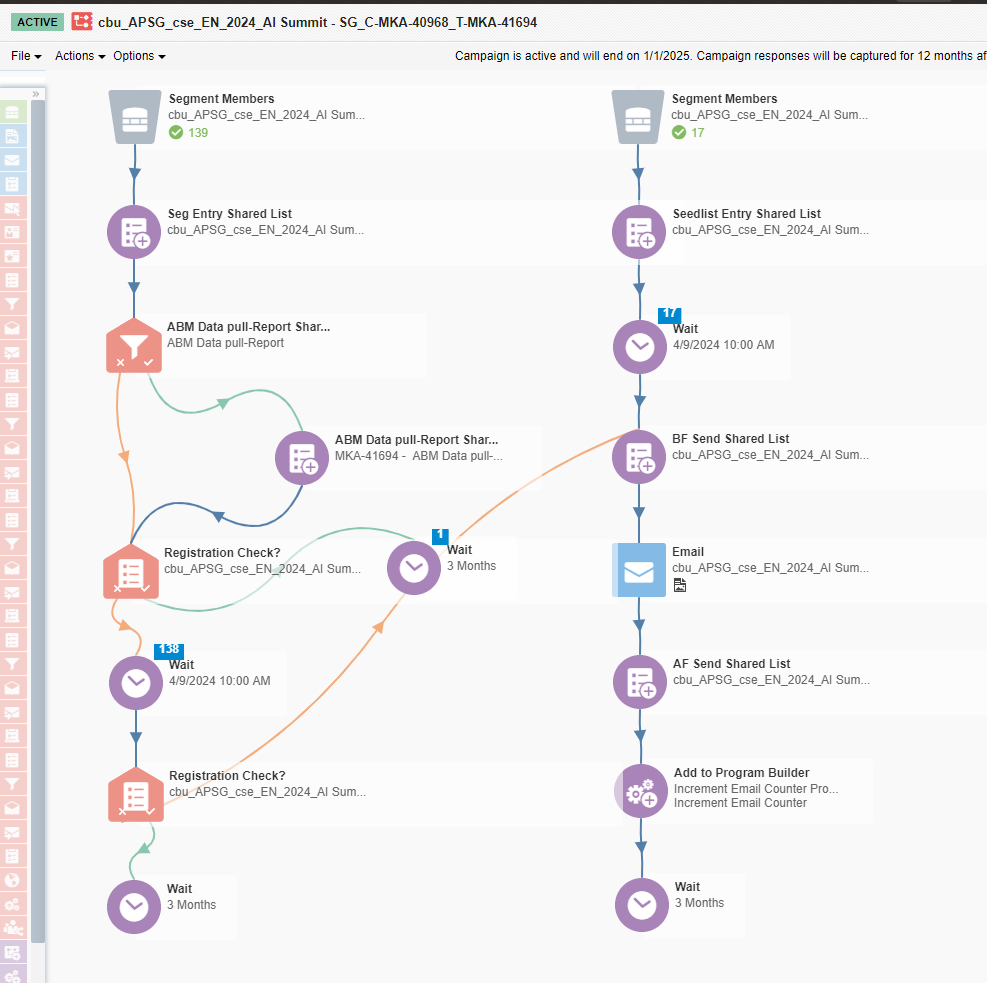 ACTIVE cbu_APSG_cse_EN_2024_AI Summit - SG_C-MKA-40968_T-MKA-41694
File Actions Options Campaign is active and will end on 1/1/2025. Campaign responses will be captured for 12 months af
»
Segment Members
cbu_APSG_cse_EN_2024_AI Sum...
139
Seg Entry Shared List
cbu_APSG_cse_EN_2024_AI Sum...
ABM Data pull-Report Shar...
ABM Data pull-Report
ABM Data pull-Report Shar...
MKA-41694 - ABM Data pull-...
Registration Check?
cbu_APSG_cse_EN_2024_AI Sum...
1
Wait
3 Months
138
Wait
4/9/2024 10:00 AM
Registration Check?
cbu_APSG_cse_EN_2024_AI Sum...
Wait
3 Months
Segment Members
cbu_APSG_cse_EN_2024_AI Sum...
17
Seedlist Entry Shared List
cbu_APSG_cse_EN_2024_AI Sum...
17
Wait
4/9/2024 10:00 AM
BF Send Shared List
cbu_APSG_cse_EN_2024_AI Sum...
Email
cbu_APSG_cse_EN_2024_AI Sum...
AF Send Shared List
cbu_APSG_cse_EN_2024_AI Sum...
Add to Program Builder
Increment Email Counter Pro...
Increment Email Counter
Wait
3 Months